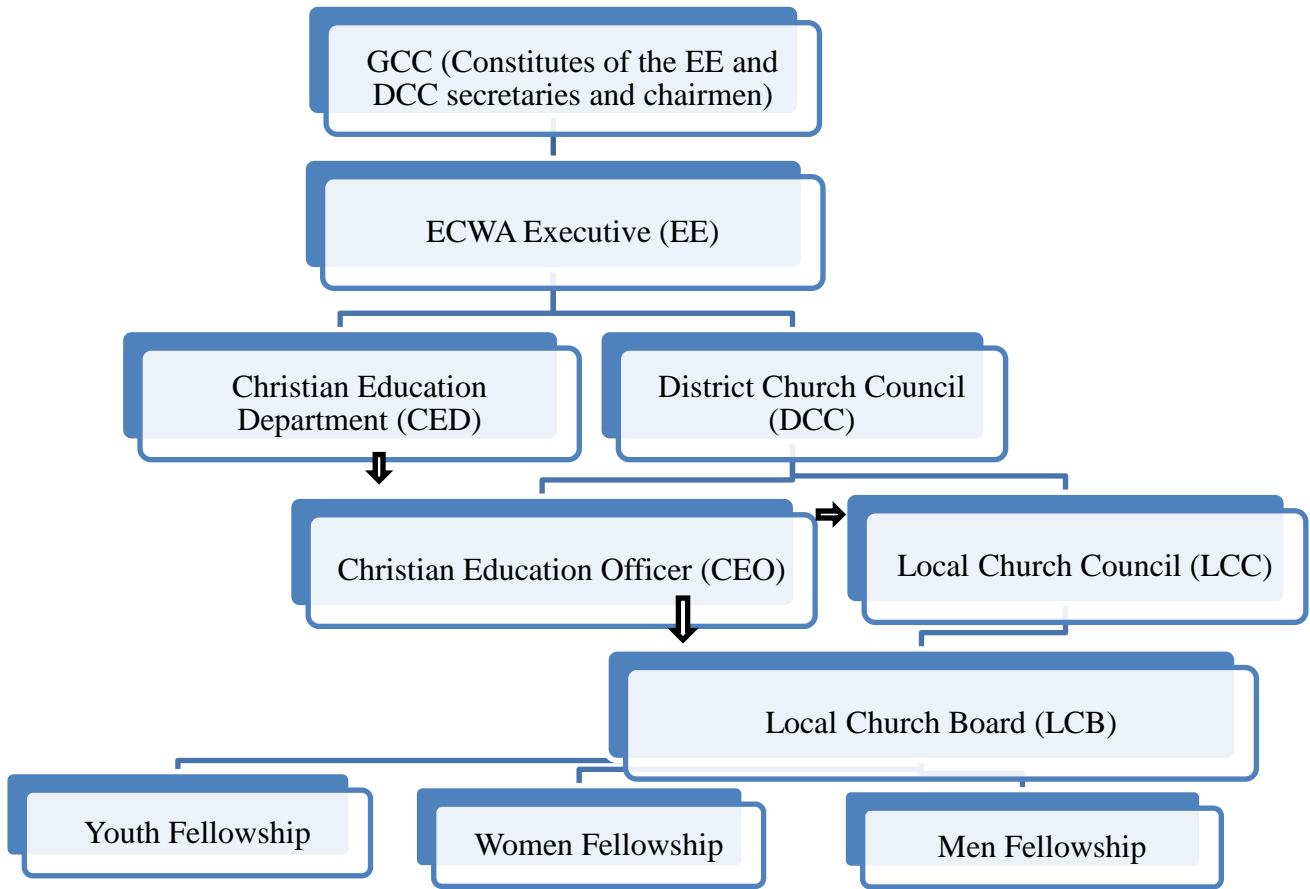 GCC (Constitutes of the EE and
DCC secretaries and chairmen)
ECWA Executive (EE)
Christian Education
Department (CED)
District Church Council
(DCC)
Christian Education Officer (CEO)
Local Church Council (LCC)
Local Church Board (LCB)
Youth Fellowship
Women Fellowship
Men Fellowship